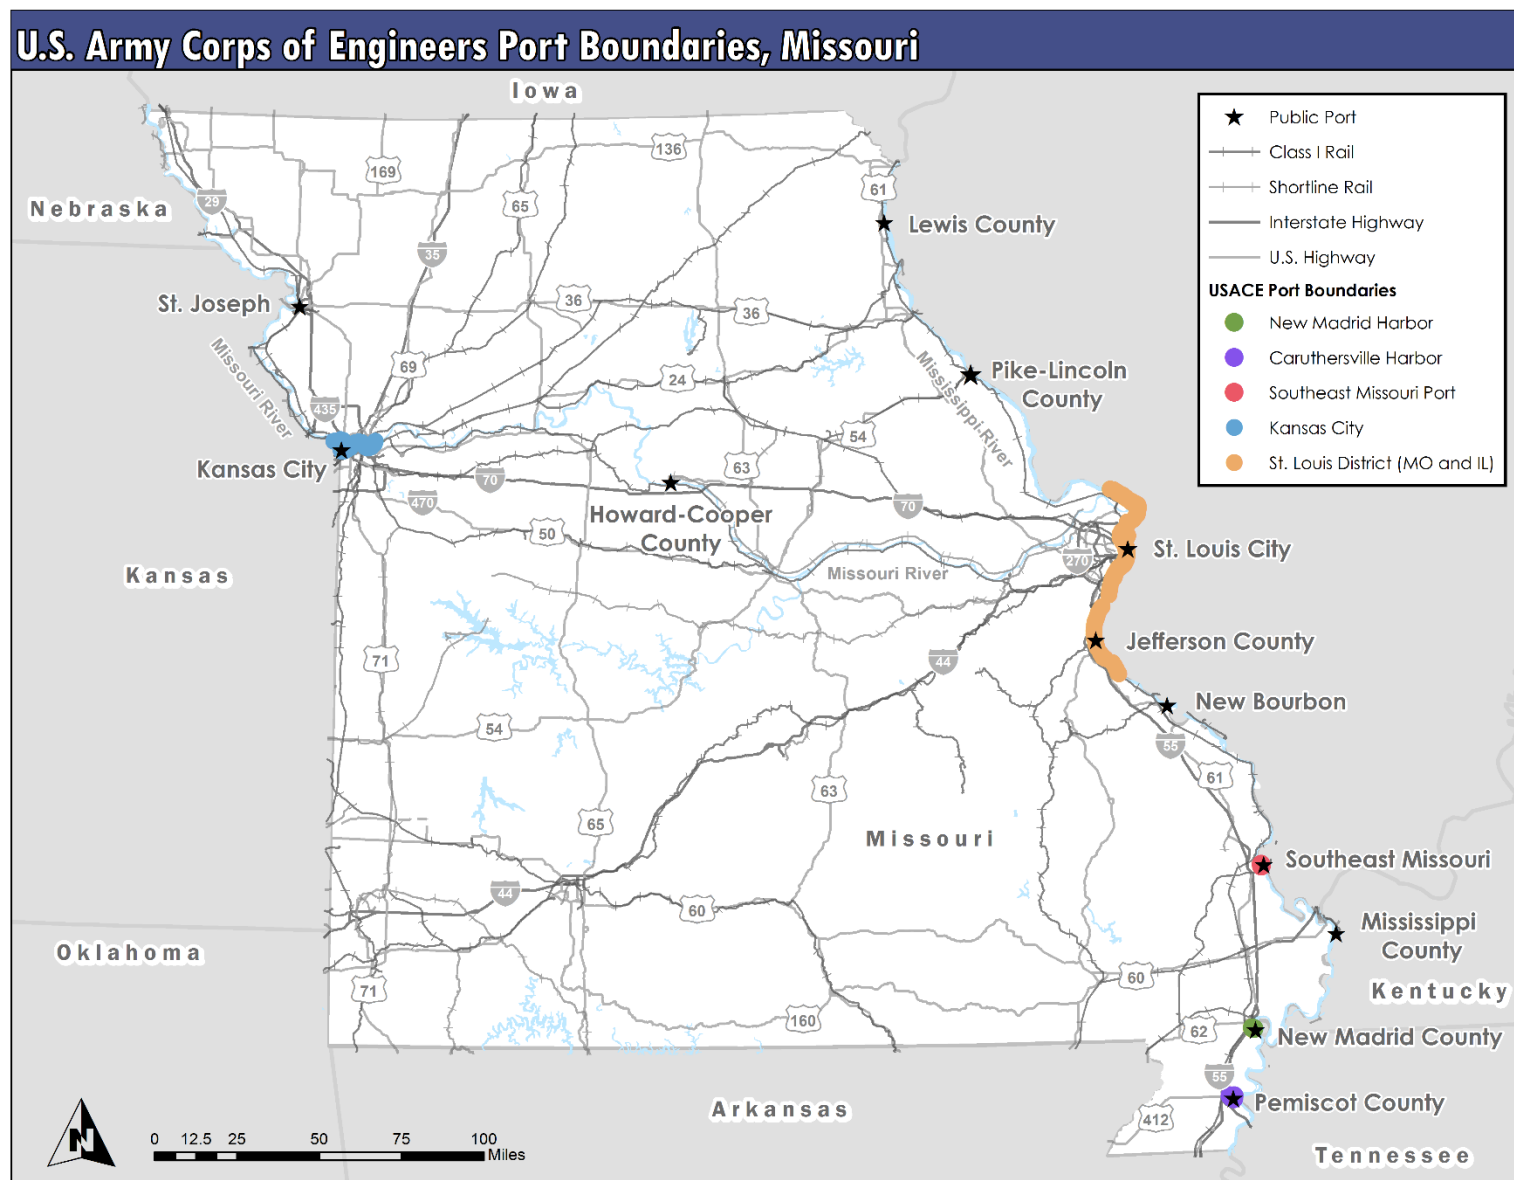 U.S. Army Corps of Engineers Port Boundaries, Missouri
Iowa
Nebraska
Kansas
Oklahoma
Arkansas
Missouri
Kentucky
Tennessee
Public Port
Class I Rail
Shortline Rail
Interstate Highway
U.S. Highway
USACE Port Boundaries
New Madrid Harbor
Caruthersville Harbor
Southeast Missouri Port
Kansas City
St. Louis District (MO and IL)
136
169
61
29
65
35
Lewis County
St. Joseph
36
36
Missouri River
69
24
Mississippi River
Pike-Lincoln
County
435
54
Kansas City
63
70
470
70
Howard-Cooper
County
50
St. Louis City
270
Missouri River
Jefferson County
71
44
New Bourbon
54
55
61
63
65
Southeast Missouri
44
60
Mississippi
County
60
71
160
62
New Madrid County
55
Pemiscot County
412
N
0 12.5 25 50 75 100
Miles